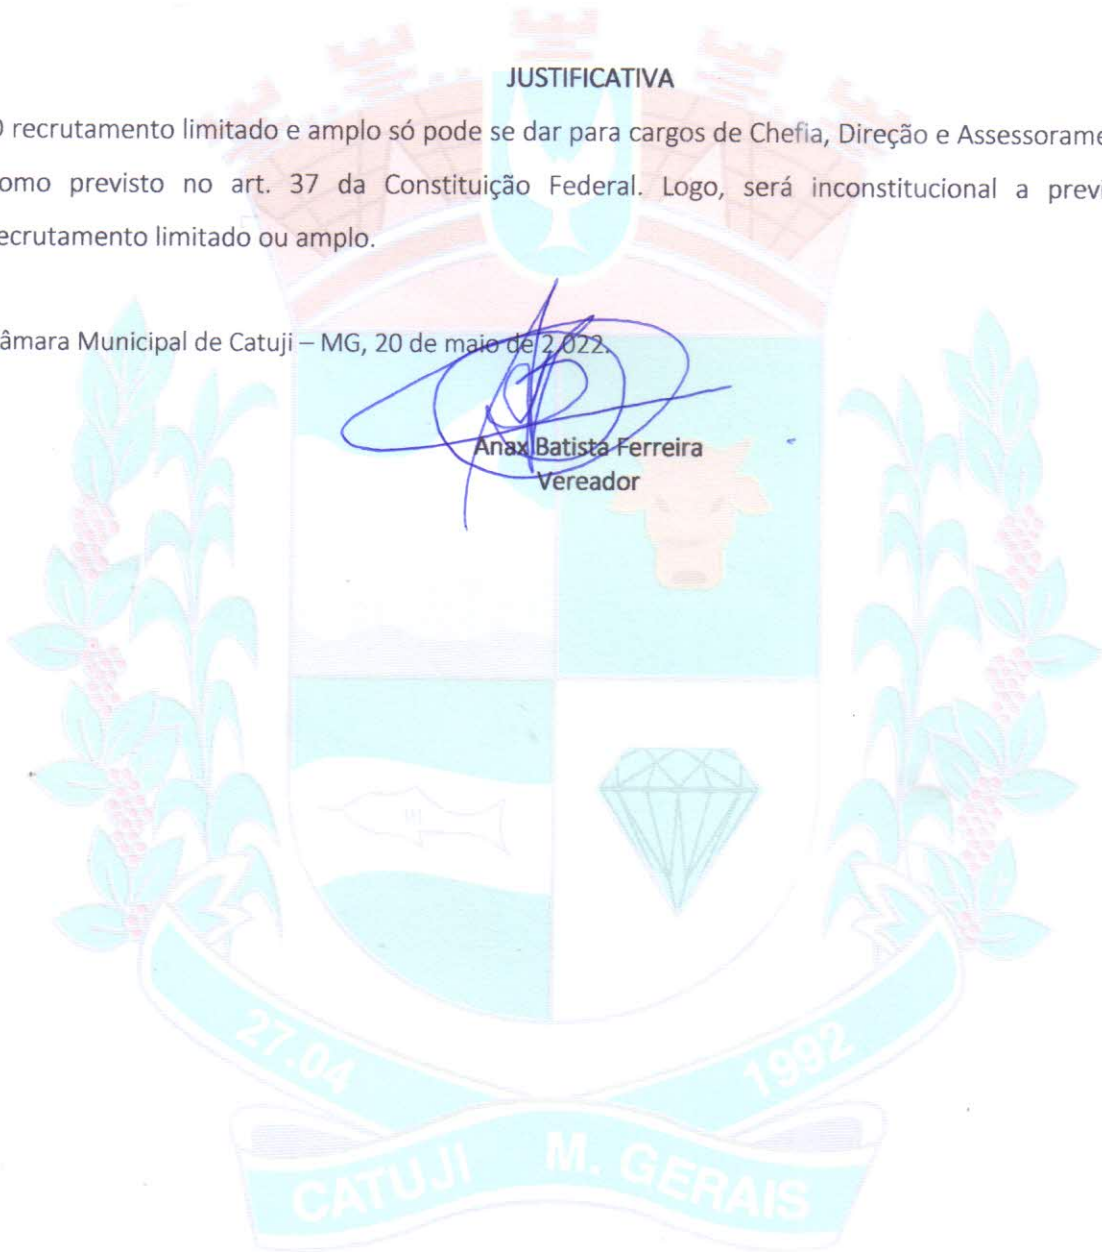 JUSTIFICATIVA
O recrutamento limitado e amplo só pode se dar para cargos de Chefia, Direção e Assessorame
omo previsto no art. 37 da Constituição Federal. Logo, será inconstitucional a previ
ecrutamento limitado ou amplo.
âmara Municipal de Catuji – MG, 20 de maio de 2.022.
Anax Batista Ferreira
Vereador
27.04
1992
CATUJI M. GERAIS